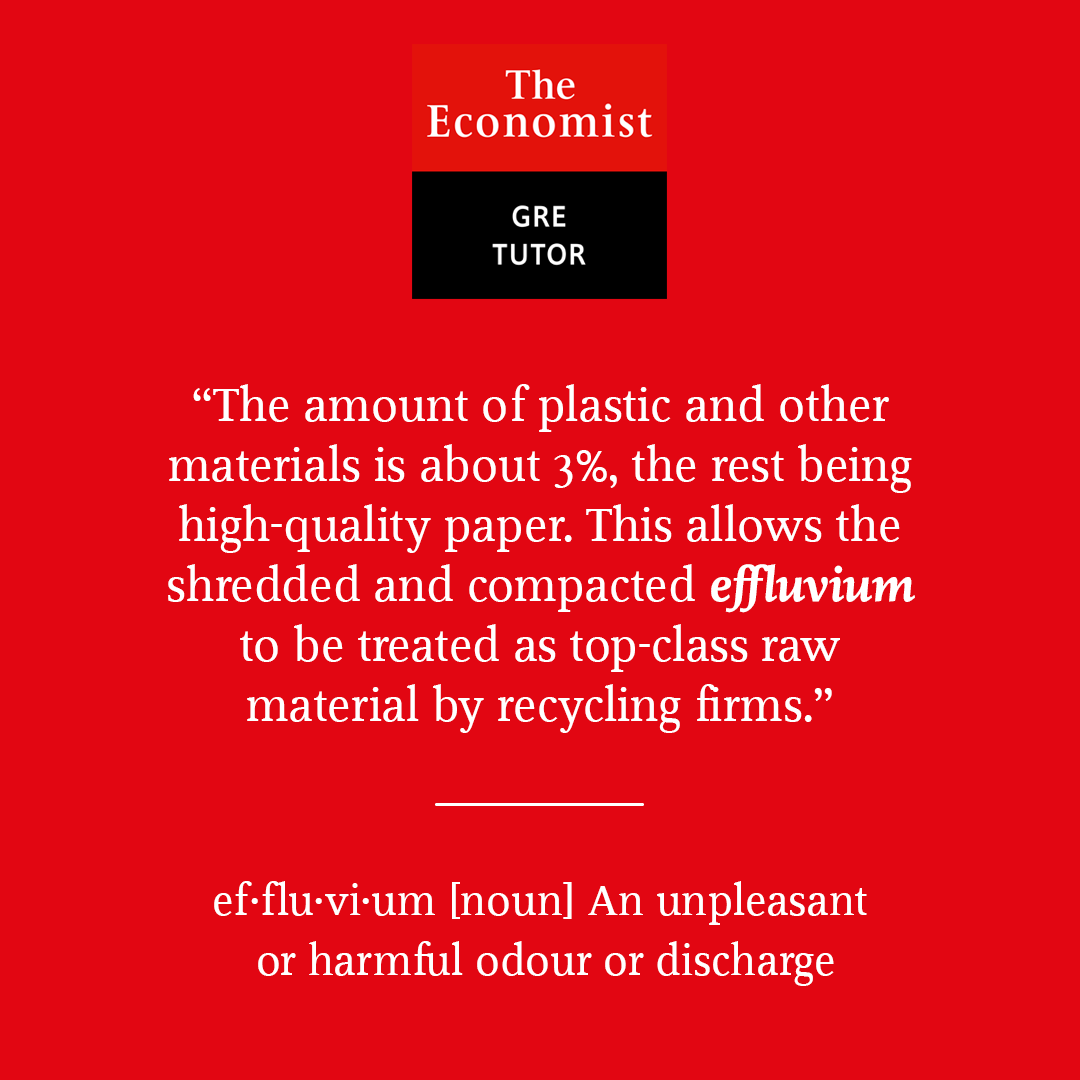 The
Economist
GRE
TUTOR
“The amount of plastic and other
materials is about 3%, the rest being
high-quality paper. This allows the
shredded and compacted effluvium
to be treated as top-class raw
material by recycling firms.”
ef·flu·vi·um [noun] An unpleasant
or harmful odour or discharge